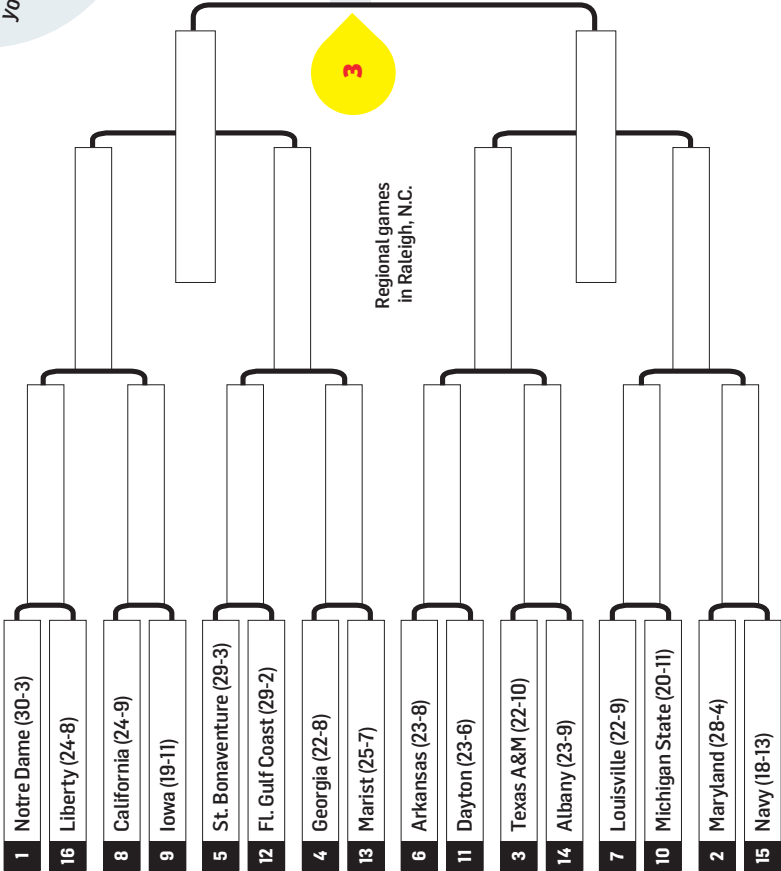 yo
3
Regional games
in Raleigh, N.C.
1 Notre Dame (30-3)
16 Liberty (24-8)
8 California (24-9)
9 Iowa (19-11)
5 St. Bonaventure (29-3)
12 Fl. Gulf Coast (29-2)
4 Georgia (22-8)
13 Marist (25-7)
6 Arkansas (23-8)
11 Dayton (23-6)
3 Texas A&M (22-10)
14 Albany (23-9)
7 Louisville (22-9)
10 Michigan State (20-11)
2 Maryland (28-4)
15 Navy (18-13)